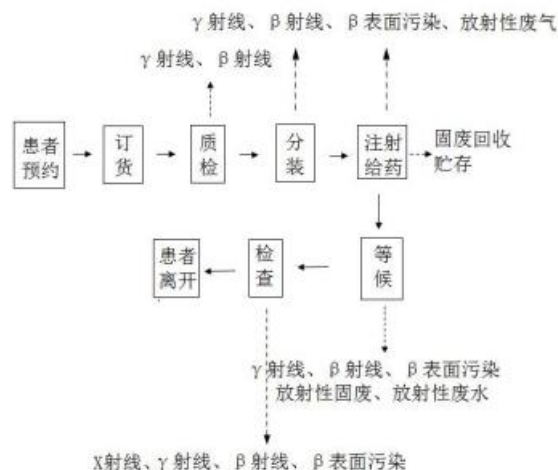 γ射线、β射线、β表面污染、放射性废气
γ射线、β射线
患者
预约
订
货
质
检
分
装
注射
给药
固废回收
贮存
患者
离开
检
查
等
候
γ射线、β射线、β表面污染
放射性固废、放射性废水
X射线、γ射线、β射线、β表面污染